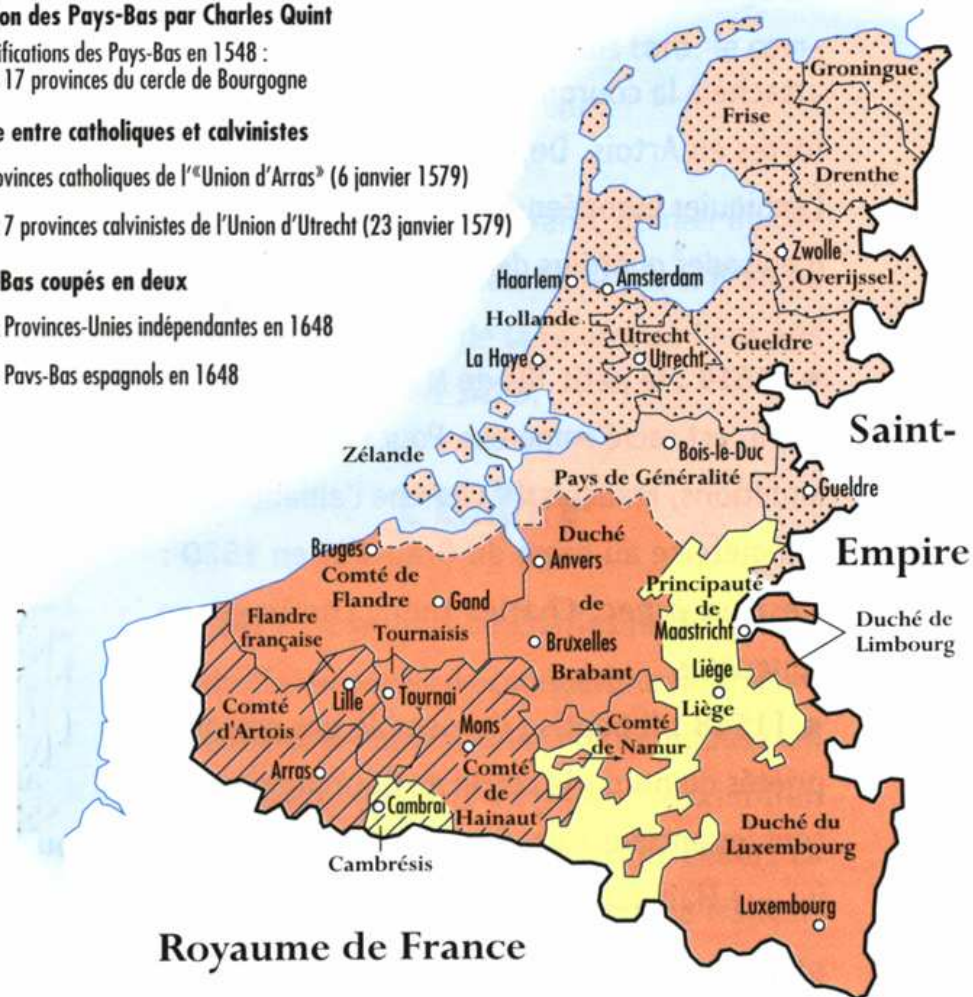 on des Pays-Bas par Charles Quint
ifications des Pays-Bas en 1548 :
17 provinces du cercle de Bourgogne
e entre catholiques et calvinistes
ovinces catholiques de l'"Union d'Arras" (6 janvier 1579)
7 provinces calvinistes de l'Union d'Utrecht (23 janvier 1579)
Bas coupés en deux
Provinces-Unies indépendantes en 1648
Pays-Bas espagnols en 1648
Groningue
Frise
Drenthe
Zwolle
Overijssel
Haarlem
Amsterdam
Hollande
Utrecht
Gueldre
La Haye
Utrecht
Saint-
Empire
Zélande
Bois-le-Duc
Pays de Généralité
Gueldre
Bruges
Duché
de
Brabant
Anvers
Comté de
Flandre
Gand
Principauté
de
Liège
Maastricht
Duché de
Limbourg
Flandre
française
Tournaisis
Bruxelles
Liège
Comté
d'Artois
Lille
Tournai
Mons
Comté
de Namur
Arras
Comté
de
Hainaut
Cambrai
Cambrésis
Duché du
Luxembourg
Luxembourg
Royaume de France